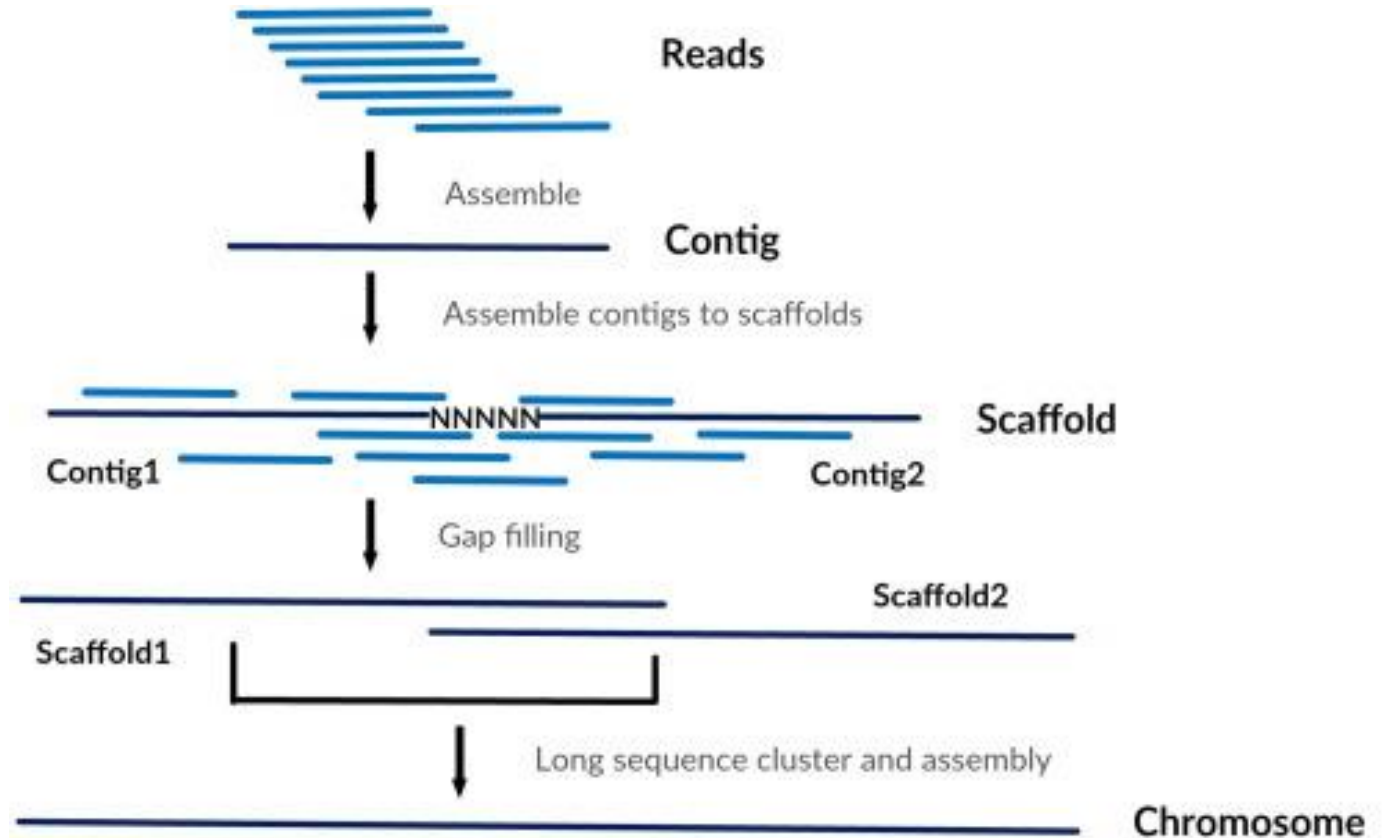 Reads
Assemble
Contig
Assemble contigs to scaffolds
NNNNN
Scaffold
Contig1
Contig2
Gap filling
Scaffold2
Scaffold1
Long sequence cluster and assembly
Chromosome